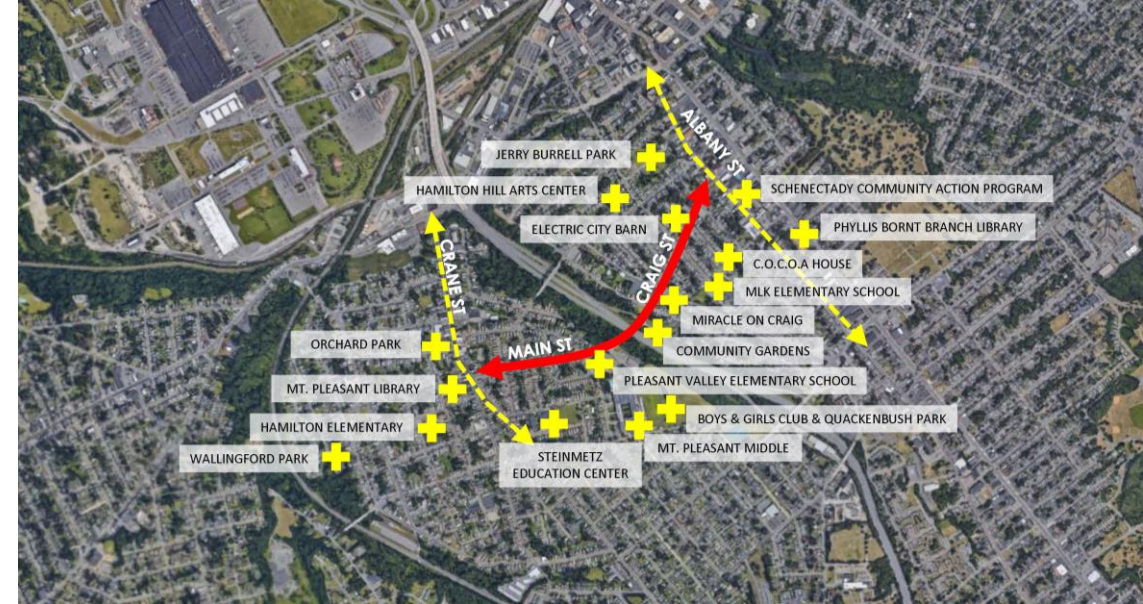 ALBANY ST
JERRY BURRELL PARK
HAMILTON HILL ARTS CENTER
SCHENECTADY COMMUNITY ACTION PROGRAM
ELECTRIC CITY BARN
PHYLLIS BORNT BRANCH LIBRARY
CRANE ST
CRAIG ST
C.O.C.O.A HOUSE
MLK ELEMENTARY SCHOOL
MIRACLE ON CRAIG
ORCHARD PARK
MAIN ST
COMMUNITY GARDENS
MT. PLEASANT LIBRARY
PLEASANT VALLEY ELEMENTARY SCHOOL
BOYS & GIRLS CLUB & QUACKENBUSH PARK
HAMILTON ELEMENTARY
MT. PLEASANT MIDDLE
WALLINGFORD PARK
STEINMETZ
EDUCATION CENTER